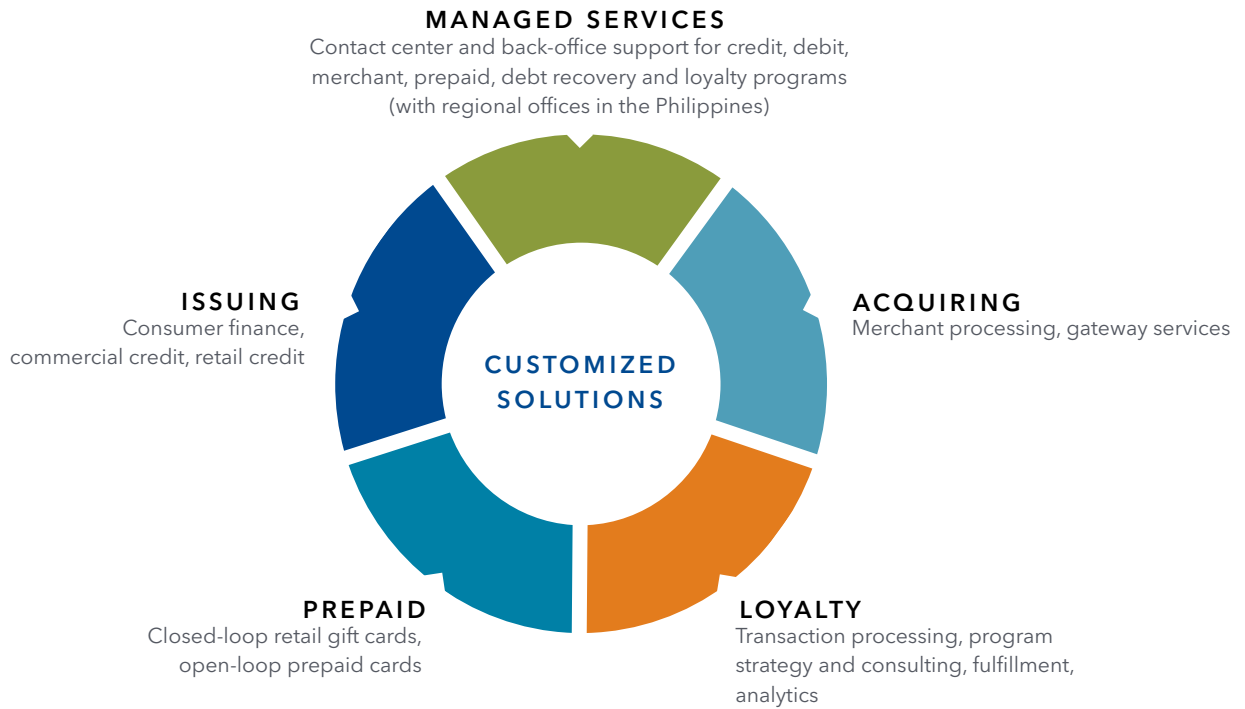 MANAGED SERVICES
Contact center and back-office support for credit, debit,
merchant, prepaid, debt recovery and loyalty programs
(with regional offices in the Philippines)
ISSUING
Consumer finance,
commercial credit, retail credit
ACQUIRING
Merchant processing, gateway services
CUSTOMIZED
SOLUTIONS
PREPAID
Closed-loop retail gift cards,
open-loop prepaid cards
LOYALTY
Transaction processing, program
strategy and consulting, fulfillment,
analytics